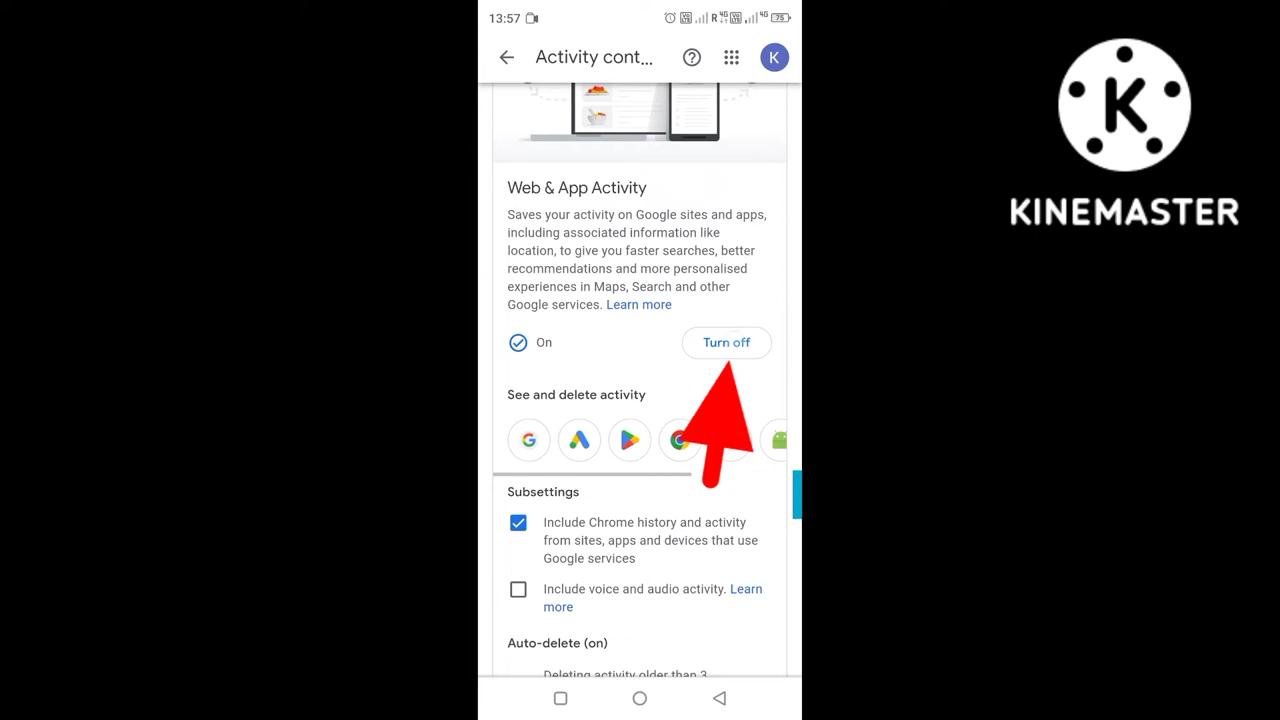 13:57
R
4G
VoLTE
4G
75
Activity cont...
K
K
KINEMASTER
Web & App Activity
Saves your activity on Google sites and apps,
including associated information like
location, to give you faster searches, better
recommendations and more personalised
experiences in Maps, Search and other
Google services. Learn more
On
Turn off
See and delete activity
Subsettings
Include Chrome history and activity
from sites, apps and devices that use
Google services
Include voice and audio activity. Learn
more
Auto-delete (on)
Deleting activity older than 3